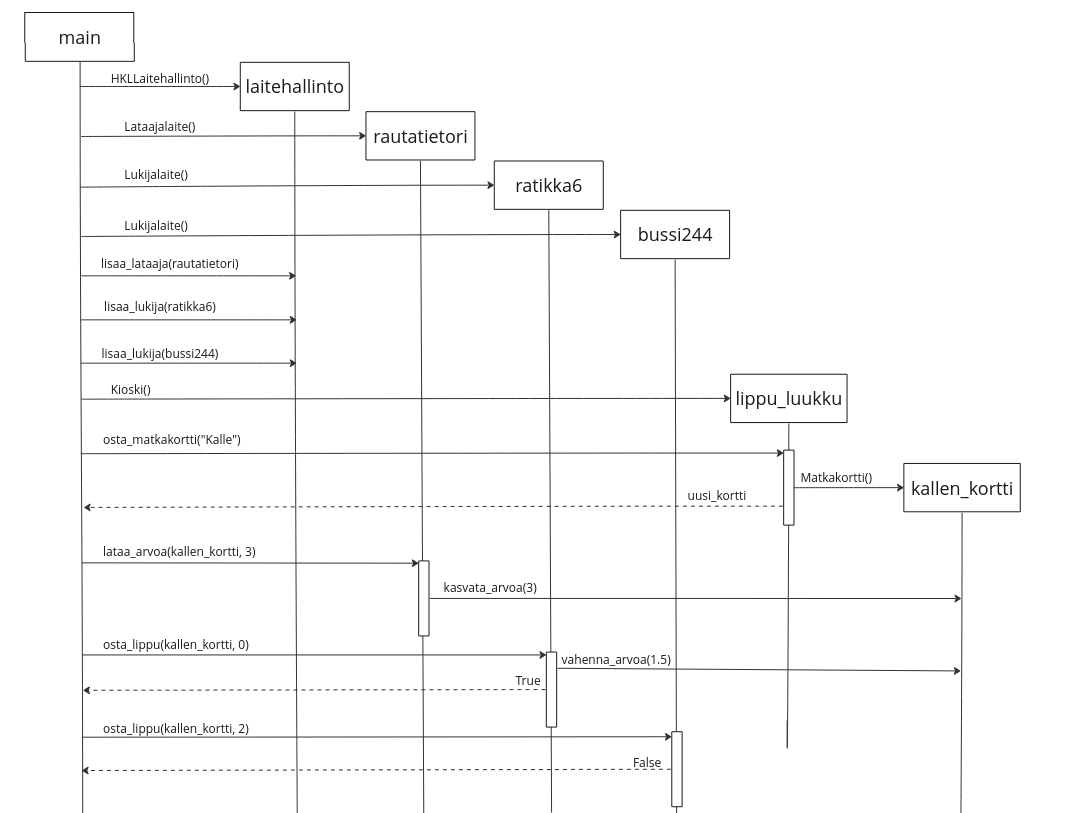 main
HKLLaitehallinto()
laitehallinto
Lataajalaite()
rautatietori
Lukijalaite()
ratikka6
Lukijalaite()
bussi244
lisaa_lataaja(rautatietori)
lisaa_lukija(ratikka6)
lisaa_lukija(bussi244)
Kioski()
lippu_luukku
osta_matkakortti("Kalle")
Matkakortti()
kallen_kortti
uusi_kortti
lataa_arvoa(kallen_kortti, 3)
kasvata_arvoa(3)
osta_lippu(kallen_kortti, 0)
vahenna_arvoa(1.5)
True
osta_lippu(kallen_kortti, 2)
False